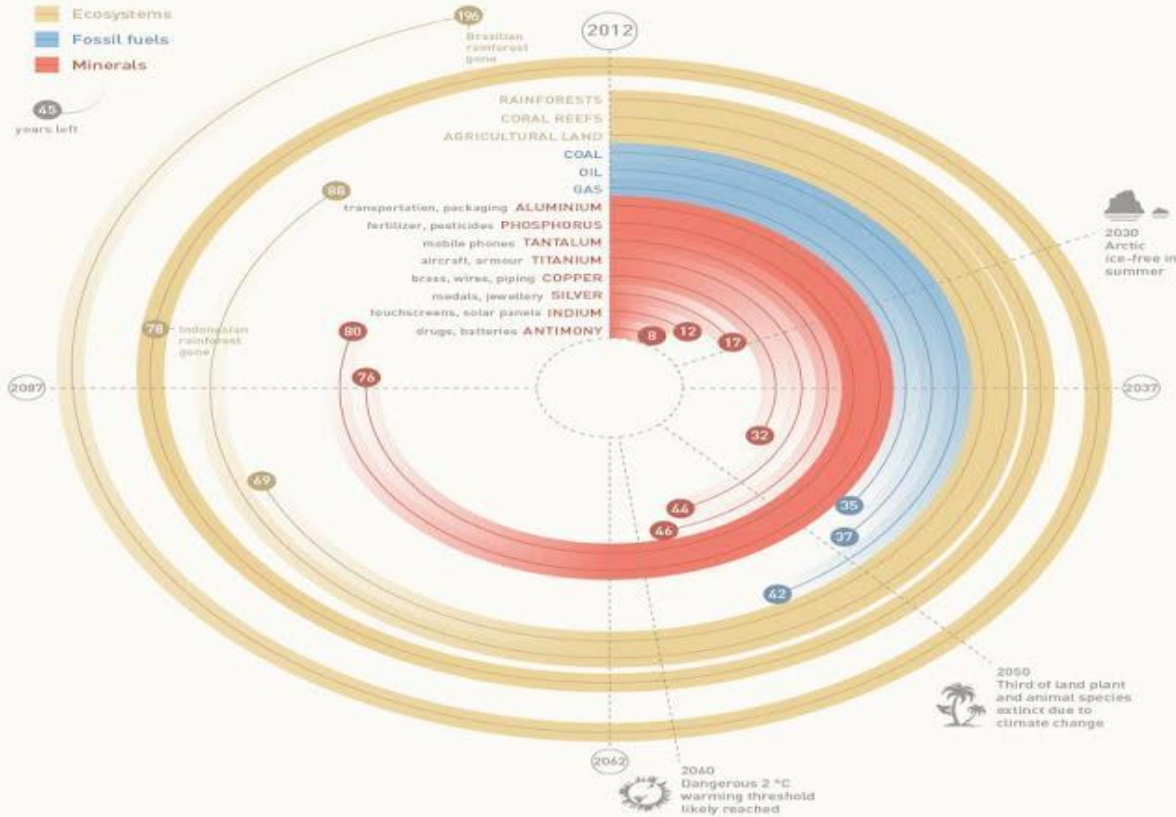 Ecosystems
Fossil fuels
Minerals
45
years left
196
Brazilian
rainforest
gone
2012
RAINFORESTS
CORAL REEFS
AGRICULTURAL LAND
COAL
OIL
GAS
transportation, packaging ALUMINIUM
fertilizer, pesticides PHOSPHORUS
mobile phones TANTALUM
aircraft, armour TITANIUM
brass, wires, piping COPPER
medals, jewellery SILVER
touchscreens, solar panels INDIUM
drugs, batteries ANTIMONY
88
78
Indonesian
rainforest
gone
80
76
8
12
17
2030
Arctic
ice-free in
summer
2087
2037
32
69
44
46
35
37
42
2050
Third of land plant
and animal species
extinct due to
climate change
2062
2060
Dangerous 2 °C
warming threshold
likely reached